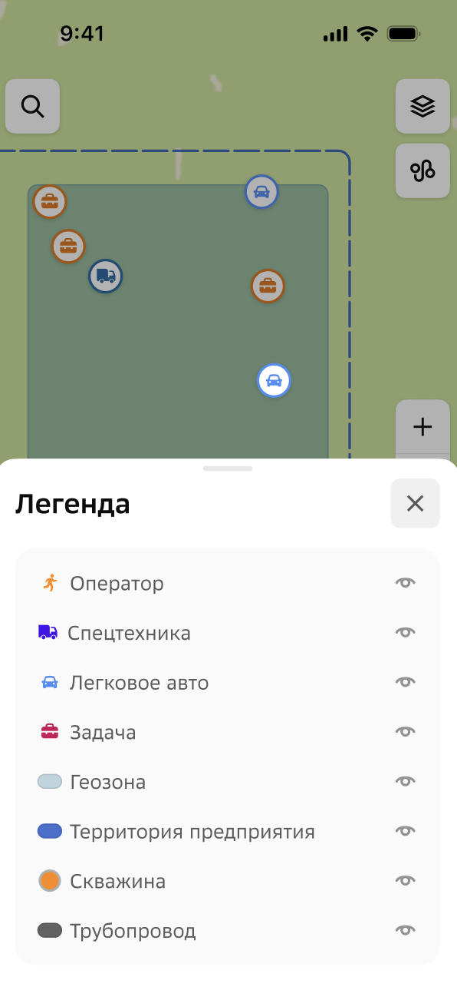 9:41
Легенда
Оператор
Спецтехника
Легковое авто
Задача
Геозона
Территория предприятия
Скважина
Трубопровод